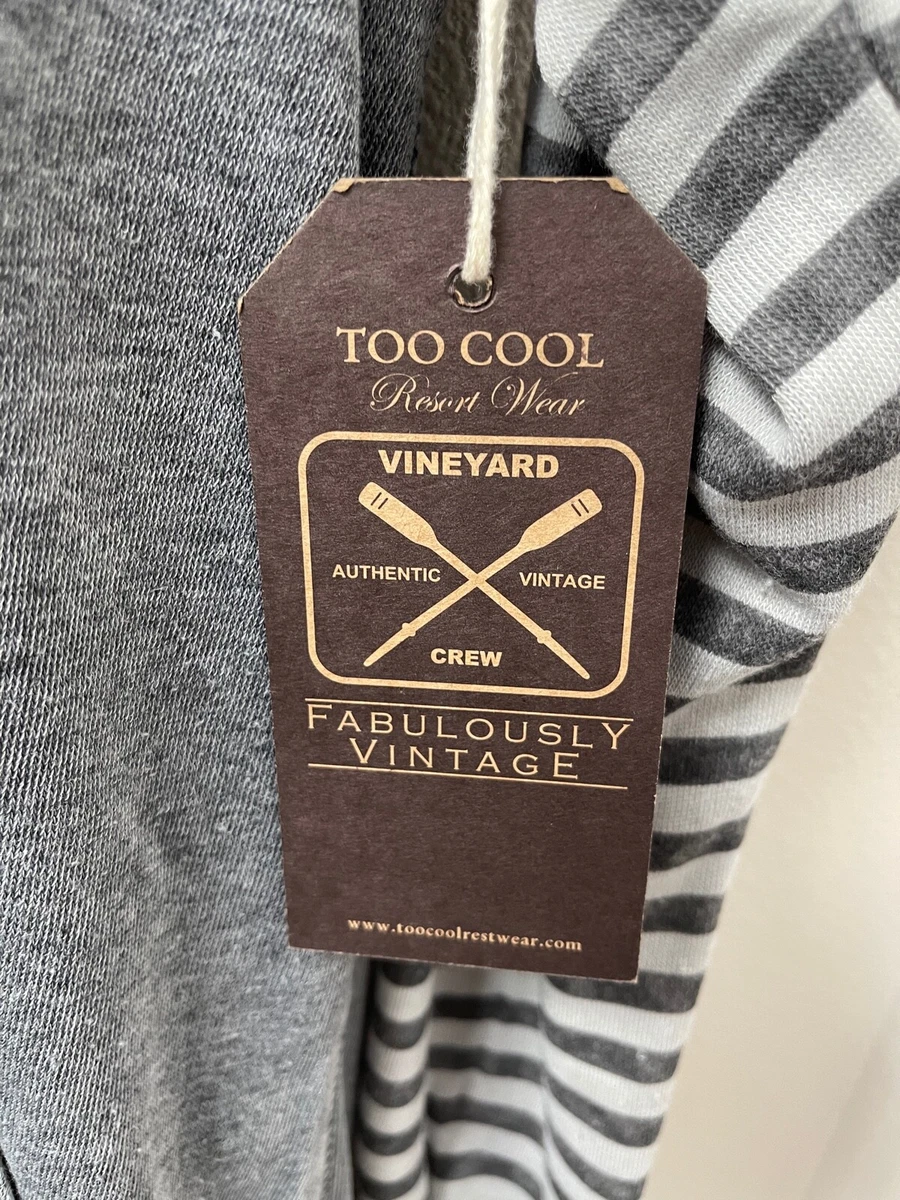 TOO COOL
Resort Wear
VINEYARD
AUTHENTIC VINTAGE
CREW
FABULOUSLY
VINTAGE
www.toocoolrestwear.com